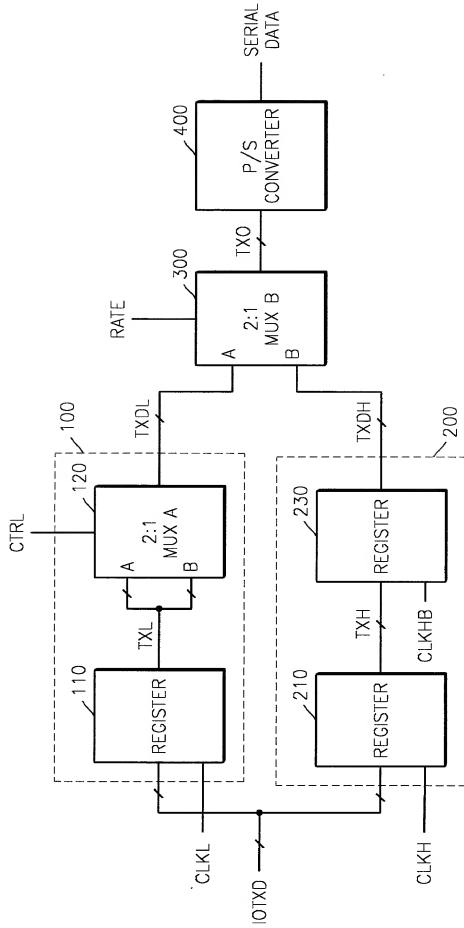 IOTXD
CLKL
CLKH
100
110
REGISTER
TXL
CTRL
120
A
B
2:1
MUX A
TXDL
200
210
REGISTER
TXH
CLKHB
230
REGISTER
TXDH
RATE
300
A
B
2:1
MUX B
TXO
400
P/S
CONVERTER
SERIAL
DATA